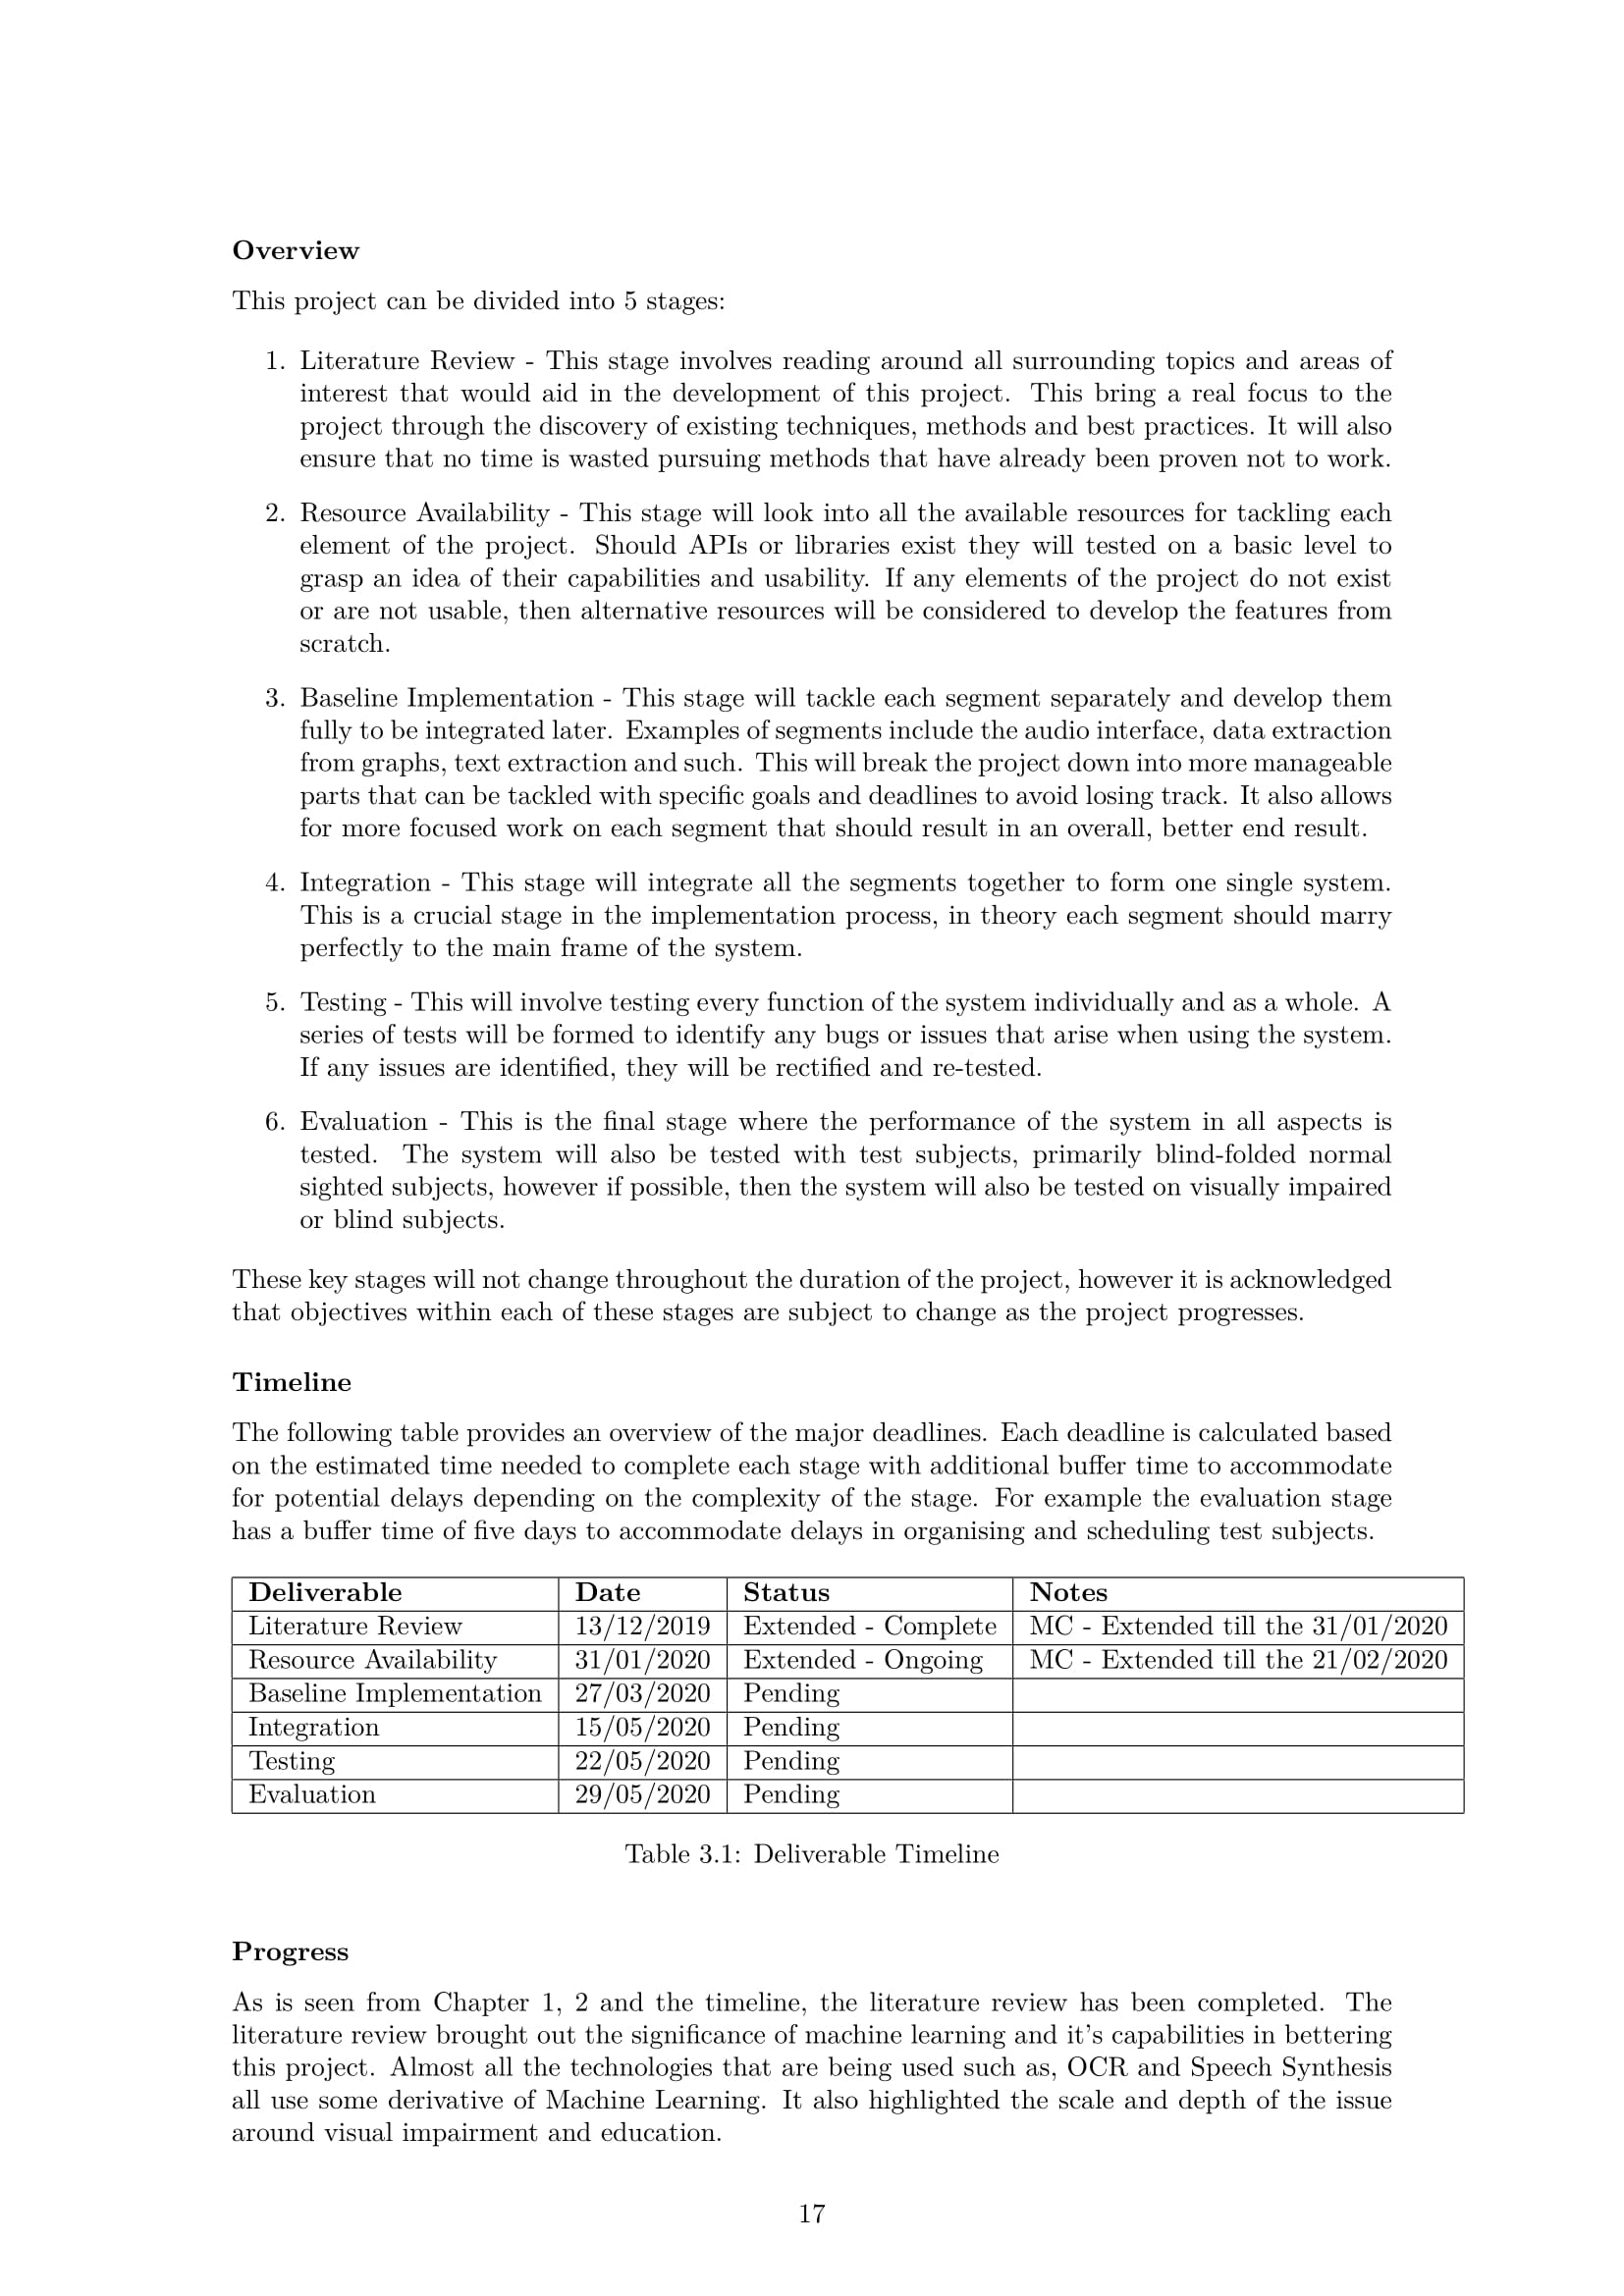 Overview
This project can be divided into 5 stages:
1. Literature Review - This stage involves reading around all surrounding topics and areas of
interest that would aid in the development of this project. This bring a real focus to the
project through the discovery of existing techniques, methods and best practices. It will also
ensure that no time is wasted pursuing methods that have already been proven not to work.
2. Resource Availability - This stage will look into all the available resources for tackling each
element of the project. Should APIs or libraries exist they will tested on a basic level to
grasp an idea of their capabilities and usability. If any elements of the project do not exist
or are not usable, then alternative resources will be considered to develop the features from
scratch.
3. Baseline Implementation - This stage will tackle each segment separately and develop them
fully to be integrated later. Examples of segments include the audio interface, data extraction
from graphs, text extraction and such. This will break the project down into more manageable
parts that can be tackled with specific goals and deadlines to avoid losing track. It also allows
for more focused work on each segment that should result in an overall, better end result.
4. Integration - This stage will integrate all the segments together to form one single system.
This is a crucial stage in the implementation process, in theory each segment should marry
perfectly to the main frame of the system.
5. Testing - This will involve testing every function of the system individually and as a whole. A
series of tests will be formed to identify any bugs or issues that arise when using the system.
If any issues are identified, they will be rectified and re-tested.
6. Evaluation - This is the final stage where the performance of the system in all aspects is
tested. The system will also be tested with test subjects, primarily blind-folded normal
sighted subjects, however if possible, then the system will also be tested on visually impaired
or blind subjects.
These key stages will not change throughout the duration of the project, however it is acknowledged
that objectives within each of these stages are subject to change as the project progresses.
Timeline
The following table provides an overview of the major deadlines. Each deadline is calculated based
on the estimated time needed to complete each stage with additional buffer time to accommodate
for potential delays depending on the complexity of the stage. For example the evaluation stage
has a buffer time of five days to accommodate delays in organising and scheduling test subjects.
Deliverable Date Status Notes
Literature Review 13/12/2019 Extended - Complete MC - Extended till the 31/01/2020
Resource Availability 31/01/2020 Extended - Ongoing MC - Extended till the 21/02/2020
Baseline Implementation 27/03/2020 Pending
Integration 15/05/2020 Pending
Testing 22/05/2020 Pending
Evaluation 29/05/2020 Pending
Table 3.1: Deliverable Timeline
Progress
As is seen from Chapter 1, 2 and the timeline, the literature review has been completed. The
literature review brought out the significance of machine learning and it's capabilities in bettering
this project. Almost all the technologies that are being used such as, OCR and Speech Synthesis
all use some derivative of Machine Learning. It also highlighted the scale and depth of the issue
around visual impairment and education.
17